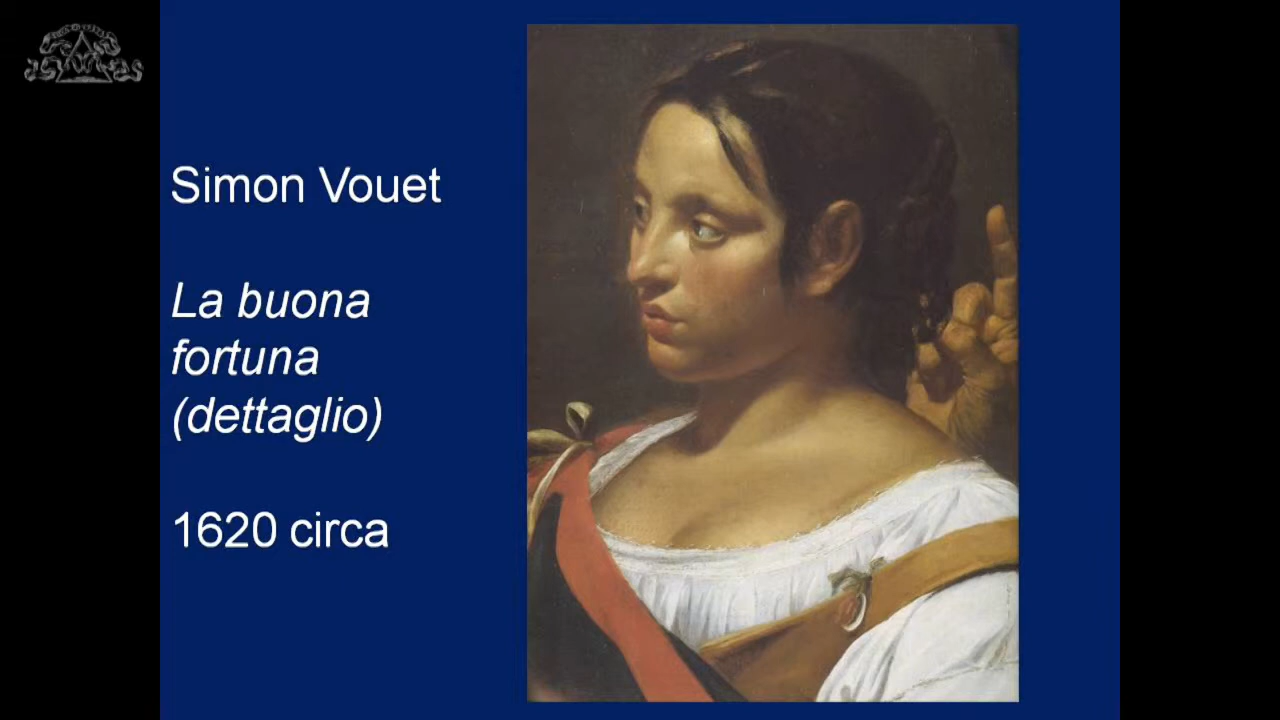 Simon Vouet
La buona
fortuna
(dettaglio)
1620 circa